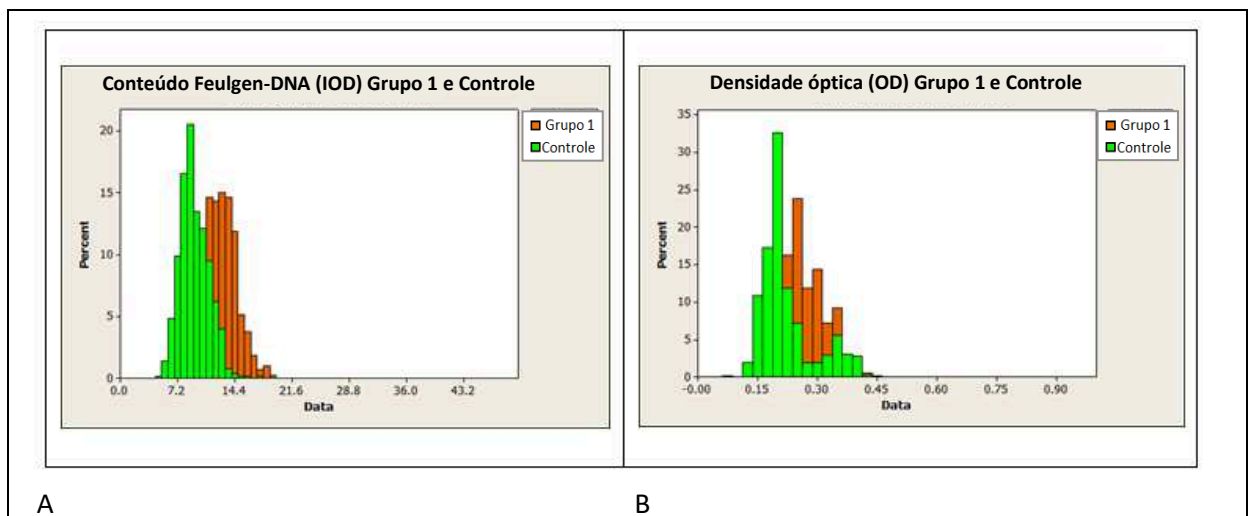 Conteúdo Feulgen-DNA (IOD) Grupo 1 e Controle
20
15
10
5
0
Percent
0.0 7.2 14.4 21.6 28.8 36.0 43.2
Data
Grupo 1
Controle
Densidade óptica (OD) Grupo 1 e Controle
35
30
25
20
15
10
5
0
Percent
-0.00 0.15 0.30 0.45 0.60 0.75 0.90
Data
Grupo 1
Controle
A B